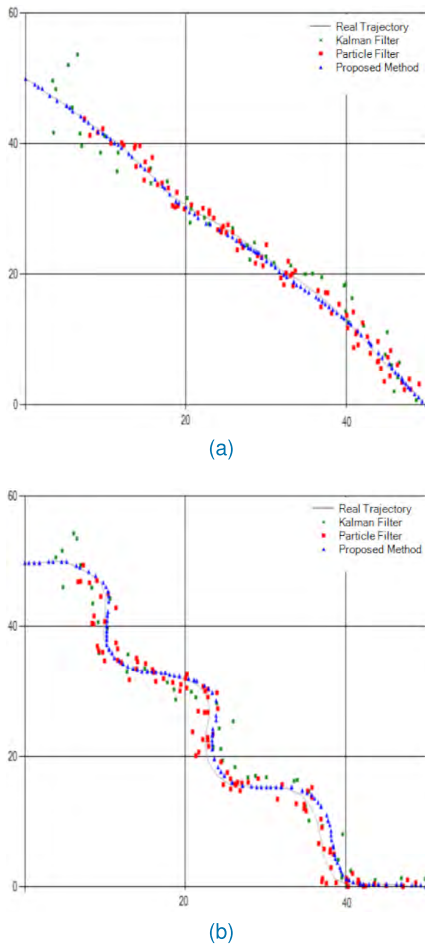 60
Real Trajectory
Kalman Filter
Particle Filter
Proposed Method
40
20
0
20
40
(a)
60
Real Trajectory
Kalman Filter
Particle Filter
Proposed Method
40
20
0
20
40
(b)